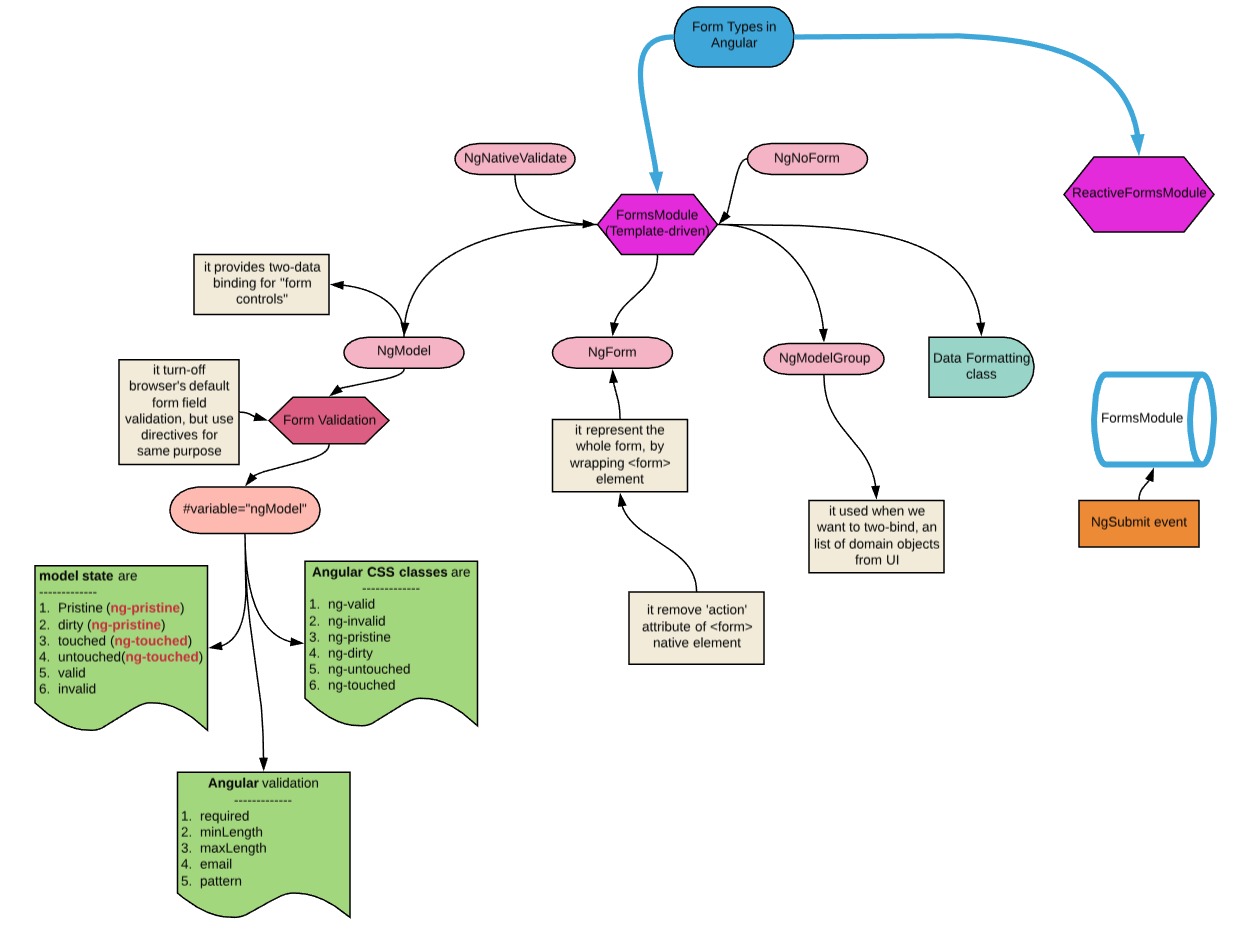 Form Types in
Angular
NgNativeValidate
NgNoForm
ReactiveFormsModule
FormsModule
(Template-driven)
it provides two-data
binding for "form
controls"
NgModel
NgForm
NgModelGroup
Data Formatting
class
it turn-off
browser's default
form field
validation, but use
directives for
same purpose
Form Validation
it represent the
whole form, by
wrapping <form>
element
FormsModule
#variable="ngModel"
it used when we
want to two-bind, an
list of domain objects
from UI
NgSubmit event
model state are
-------------
1. Pristine (ng-pristine)
2. dirty (ng-pristine)
3. touched (ng-touched)
4. untouched(ng-touched)
5. valid
6. invalid
Angular CSS classes are
-------------
1. ng-valid
2. ng-invalid
3. ng-pristine
4. ng-dirty
5. ng-untouched
6. ng-touched
it remove 'action'
attribute of <form>
native element
Angular validation
-------------
1. required
2. minLength
3. maxLength
4. email
5. pattern